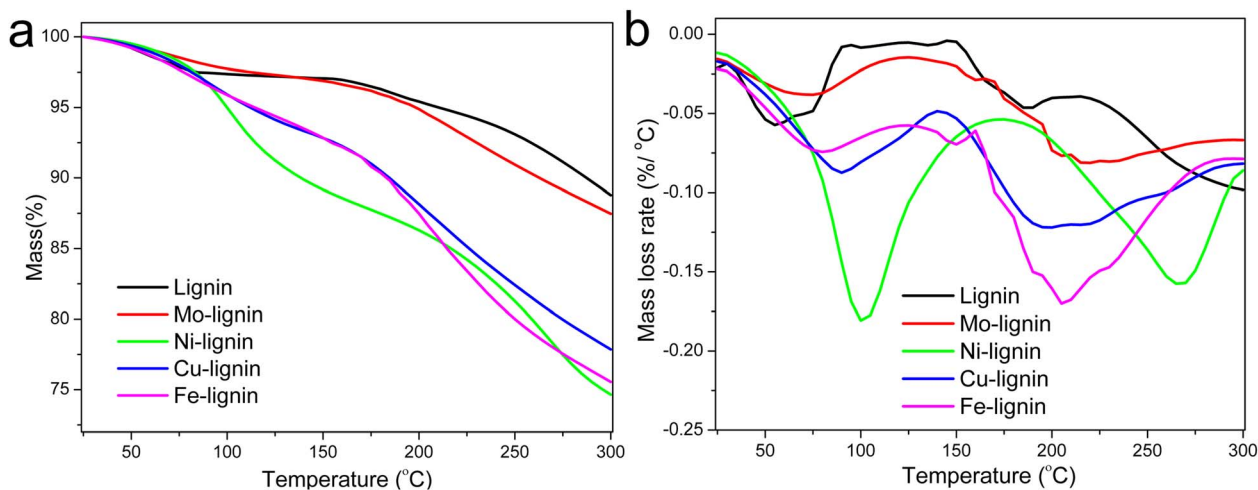 a
100
95
90
85
80
75
Mass(%)
Lignin
Mo-lignin
Ni-lignin
Cu-lignin
Fe-lignin
50 100 150 200 250 300
Temperature (°C)
b
0.00
-0.05
-0.10
-0.15
-0.20
-0.25
Mass loss rate (%/ °C)
Lignin
Mo-lignin
Ni-lignin
Cu-lignin
Fe-lignin
50 100 150 200 250 300
Temperature (°C)